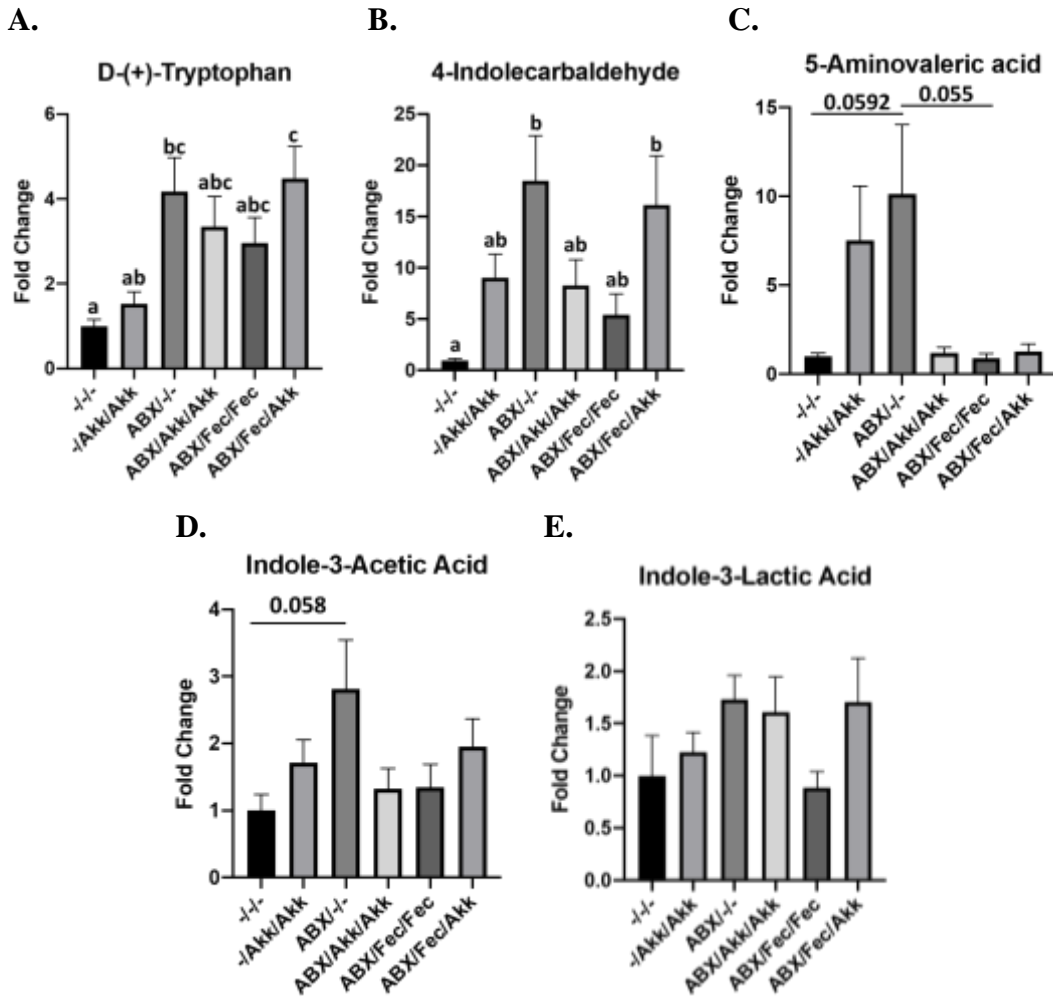 A.
D-(+)-Tryptophan
Fold Change
6
4
2
0
a
ab
bc
abc
abc
c
-/-/-
-/Akk/Akk
ABX/-/-
ABX/Akk/Akk
ABX/Fec/Fec
ABX/Fec/Akk
B.
4-Indolecarbaldehyde
Fold Change
25
20
15
10
5
0
a
ab
b
ab
ab
b
-/-/-
-/Akk/Akk
ABX/-/-
ABX/Akk/Akk
ABX/Fec/Fec
ABX/Fec/Akk
C.
5-Aminovaleric acid
0.0592
0.055
Fold Change
15
10
5
0
-/-/-
-/Akk/Akk
ABX/-/-
ABX/Akk/Akk
ABX/Fec/Fec
ABX/Fec/Akk
D.
Indole-3-Acetic Acid
0.058
Fold Change
4
3
2
1
0
-/-/-
-/Akk/Akk
ABX/-/-
ABX/Akk/Akk
ABX/Fec/Fec
ABX/Fec/Akk
E.
Indole-3-Lactic Acid
Fold Change
2.5
2.0
1.5
1.0
0.5
0.0
-/-/-
-/Akk/Akk
ABX/-/-
ABX/Akk/Akk
ABX/Fec/Fec
ABX/Fec/Akk